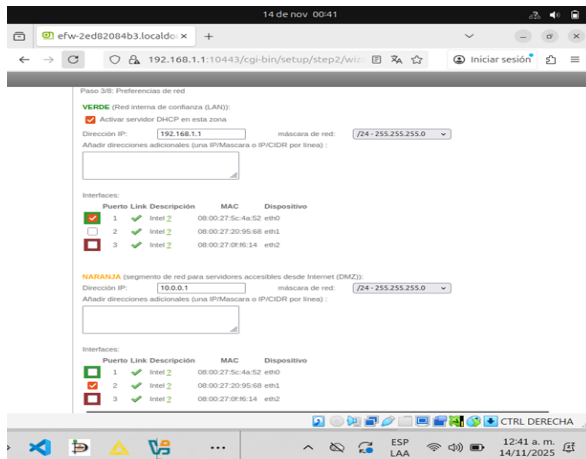 14 de nov 00:41
efw-2ed82084b3.localdo
192.168.1.1:10443/cgi-bin/setup/step2/wiz
Iniciar sesión
Paso 3/8: Preferencias de red
VERDE (Red interna de confianza (LAN)):
Activar servidor DHCP en esta zona
Dirección IP: 192.168.1.1 máscara de red: /24 - 255.255.255.0
Añadir direcciones adicionales (una IP/Mascara o IP/CIDR por línea) :
Interfaces:
Puerto Link Descripción MAC Dispositivo
1 Intel ? 08:00:27:5c:4a:52 eth0
2 Intel ? 08:00:27:20:95:68 eth1
3 Intel ? 08:00:27:0f:f6:14 eth2
NARANJA (segmento de red para servidores accesibles desde Internet (DMZ)):
Dirección IP: 10.0.0.1 máscara de red: /24 - 255.255.255.0
Añadir direcciones adicionales (una IP/Mascara o IP/CIDR por línea) :
Interfaces:
Puerto Link Descripción MAC Dispositivo
1 Intel ? 08:00:27:5c:4a:52 eth0
2 Intel ? 08:00:27:20:95:68 eth1
3 Intel ? 08:00:27:0f:f6:14 eth2
CTRL DERECHA
ESP
LAA
12:41 a. m.
14/11/2025